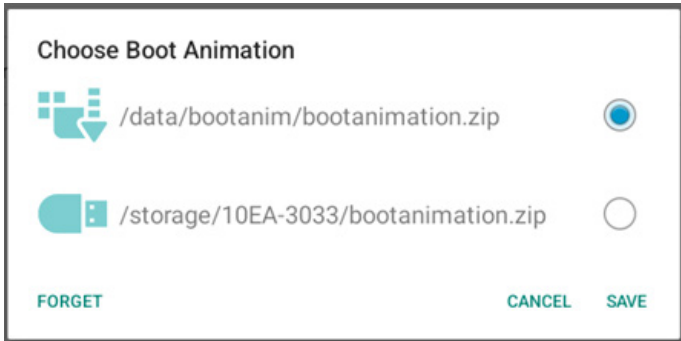 Choose Boot Animation
/data/bootanim/bootanimation.zip
/storage/10EA-3033/bootanimation.zip
FORGET CANCEL SAVE